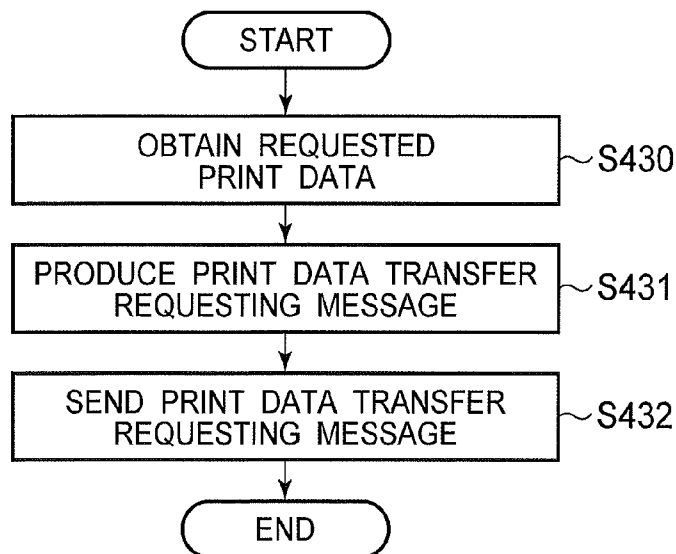 START
OBTAIN REQUESTED
PRINT DATA
S430
PRODUCE PRINT DATA TRANSFER
REQUESTING MESSAGE
S431
SEND PRINT DATA TRANSFER
REQUESTING MESSAGE
S432
END